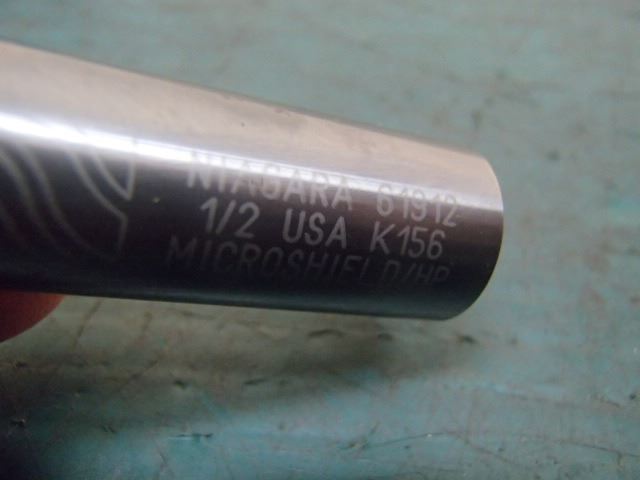 NIAGARA 61912
1/2 USA K156
MICROSHIELD/HP